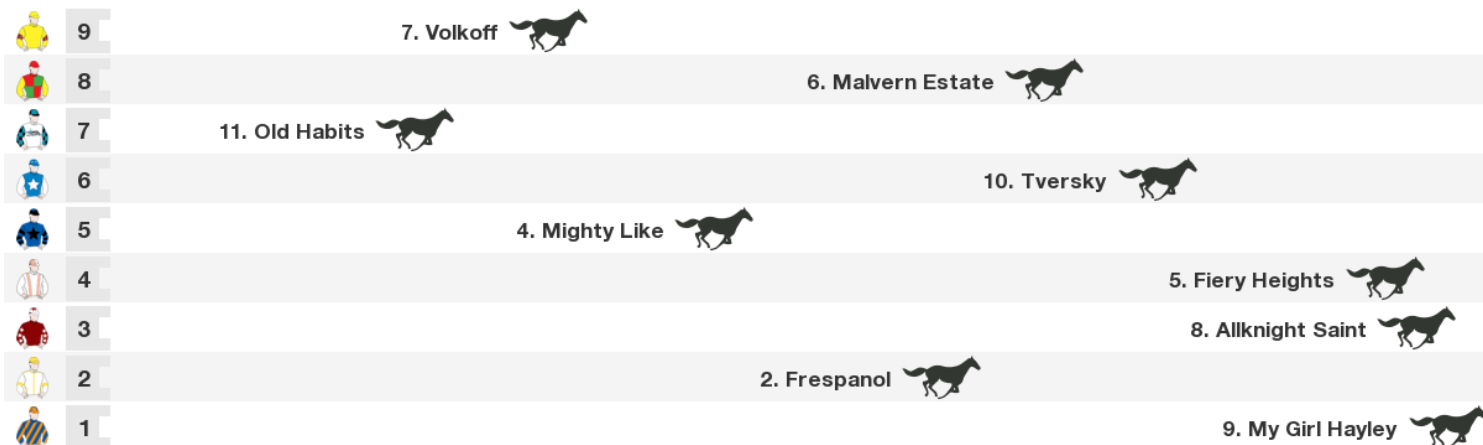 9 7. Volkoff
8 6. Malvern Estate
7 11. Old Habits
6 10. Tversky
5 4. Mighty Like
4 5. Fiery Heights
3 8. Allknight Saint
2 2. Frespanol
1 9. My Girl Hayley